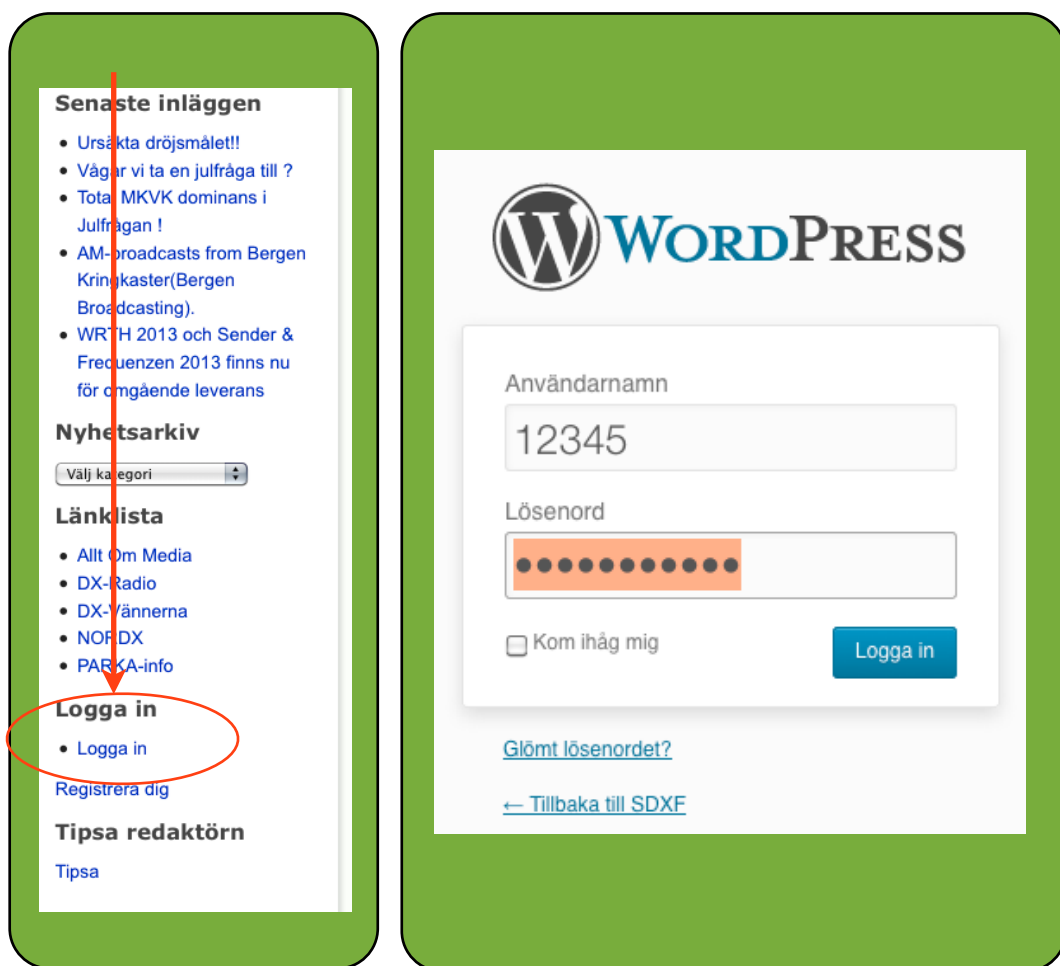 Senaste inläggen
Ursäkta dröjsmålet!!
Vågar vi ta en julfråga till ?
Total MKVK dominans i
Julfrågan !
AM-broadcasts from Bergen
Kringkaster(Bergen
Broadcasting).
WRTH 2013 och Sender &
Frequenzen 2013 finns nu
för omgående leverans
Nyhetsarkiv
Välj kategori
Länklista
Allt Om Media
DX-Radio
DX-Vännerna
NORDX
PARKA-info
Logga in
Logga in
Registrera dig
Tipsa redaktörn
Tipsa
WORDPRESS
Användarnamn
12345
Lösenord
Kom ihåg mig
Logga in
Glömt lösenordet?
← Tillbaka till SDXF